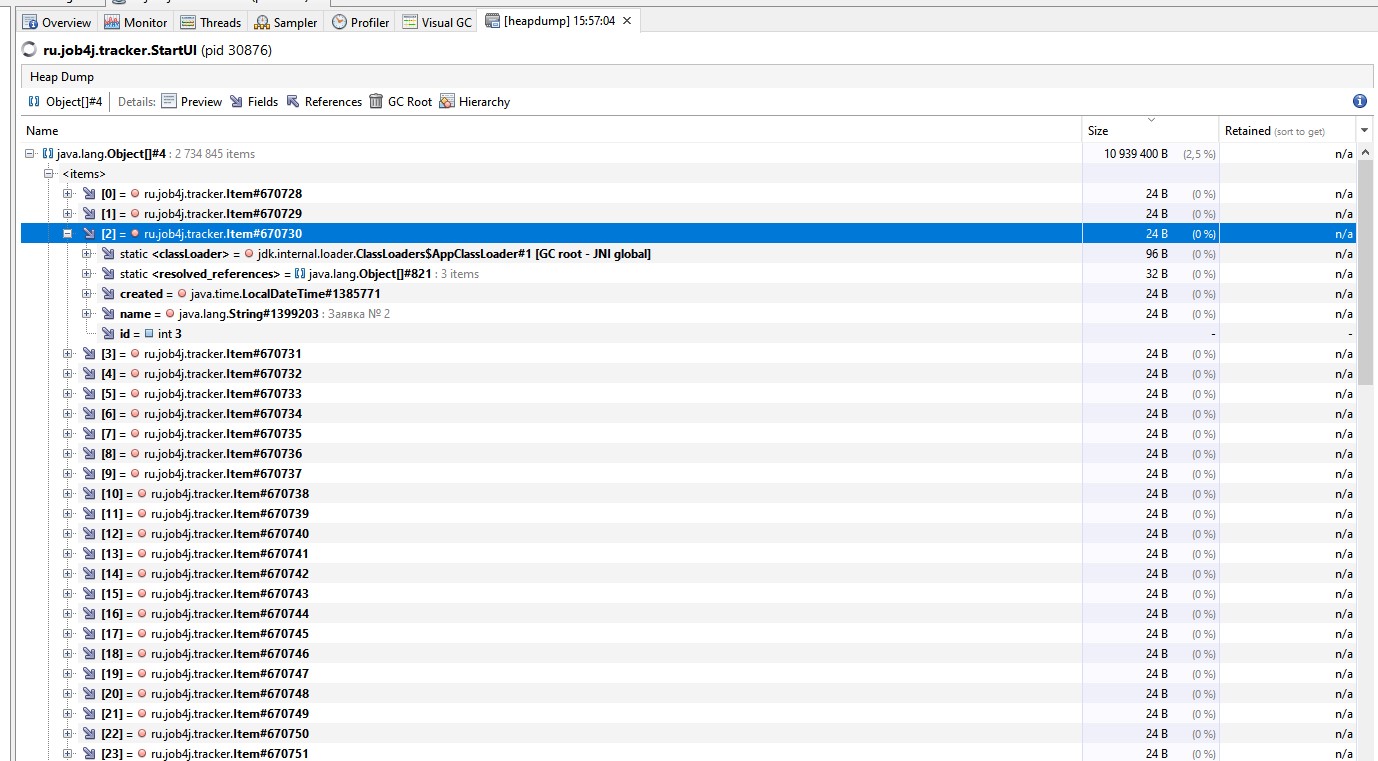 Overview Monitor Threads Sampler Profiler Visual GC [heapdump] 15:57:04
ru.job4j.tracker.StartUI (pid 30876)
Heap Dump
Object[]#4 Details: Preview Fields References GC Root Hierarchy
Name Size Retained (sort to get)
java.lang.Object[]#4 : 2 734 845 items 10 939 400 B (2,5 %) n/a
<items>
[0] = ru.job4j.tracker.Item#670728 24 B (0 %) n/a
[1] = ru.job4j.tracker.Item#670729 24 B (0 %) n/a
[2] = ru.job4j.tracker.Item#670730 24 B (0 %) n/a
static <classLoader> = jdk.internal.loader.ClassLoaders$AppClassLoader#1 [GC root - JNI global] 96 B (0 %) n/a
static <resolved_references> = java.lang.Object[]#821 : 3 items 32 B (0 %) n/a
created = java.time.LocalDateTime#1385771 24 B (0 %) n/a
name = java.lang.String#1399203 : Заявка № 2 24 B (0 %) n/a
id = int 3 - -
[3] = ru.job4j.tracker.Item#670731 24 B (0 %) n/a
[4] = ru.job4j.tracker.Item#670732 24 B (0 %) n/a
[5] = ru.job4j.tracker.Item#670733 24 B (0 %) n/a
[6] = ru.job4j.tracker.Item#670734 24 B (0 %) n/a
[7] = ru.job4j.tracker.Item#670735 24 B (0 %) n/a
[8] = ru.job4j.tracker.Item#670736 24 B (0 %) n/a
[9] = ru.job4j.tracker.Item#670737 24 B (0 %) n/a
[10] = ru.job4j.tracker.Item#670738 24 B (0 %) n/a
[11] = ru.job4j.tracker.Item#670739 24 B (0 %) n/a
[12] = ru.job4j.tracker.Item#670740 24 B (0 %) n/a
[13] = ru.job4j.tracker.Item#670741 24 B (0 %) n/a
[14] = ru.job4j.tracker.Item#670742 24 B (0 %) n/a
[15] = ru.job4j.tracker.Item#670743 24 B (0 %) n/a
[16] = ru.job4j.tracker.Item#670744 24 B (0 %) n/a
[17] = ru.job4j.tracker.Item#670745 24 B (0 %) n/a
[18] = ru.job4j.tracker.Item#670746 24 B (0 %) n/a
[19] = ru.job4j.tracker.Item#670747 24 B (0 %) n/a
[20] = ru.job4j.tracker.Item#670748 24 B (0 %) n/a
[21] = ru.job4j.tracker.Item#670749 24 B (0 %) n/a
[22] = ru.job4j.tracker.Item#670750 24 B (0 %) n/a
[23] = ru.job4j.tracker.Item#670751 24 B (0 %) n/a